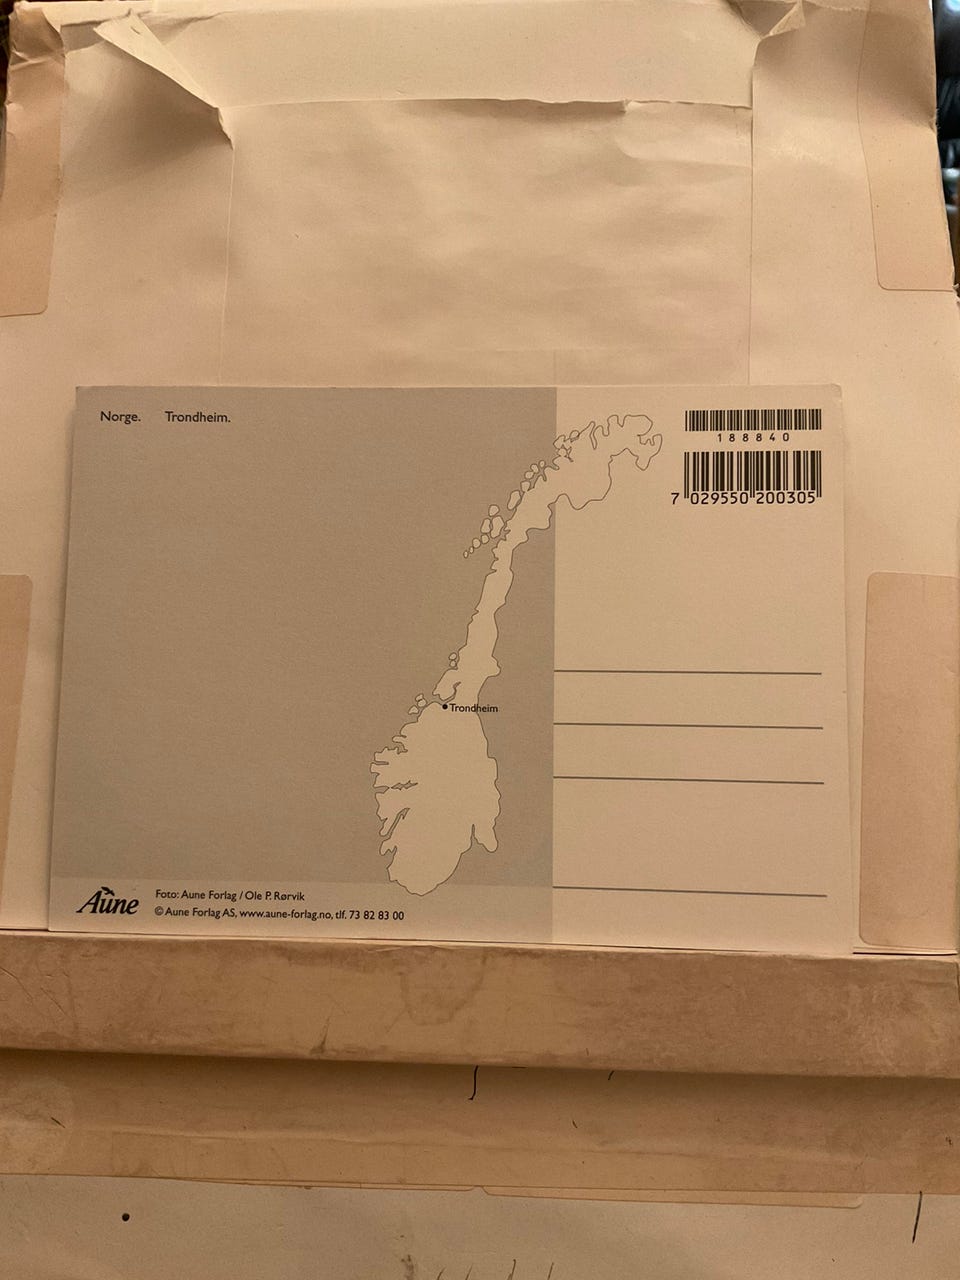 Norge. Trondheim.
188840
7 029550 200305
Trondheim
Aune
Foto: Aune Forlag / Ole P. Rørvik
© Aune Forlag AS, www.aune-forlag.no, tlf. 73 82 83 00